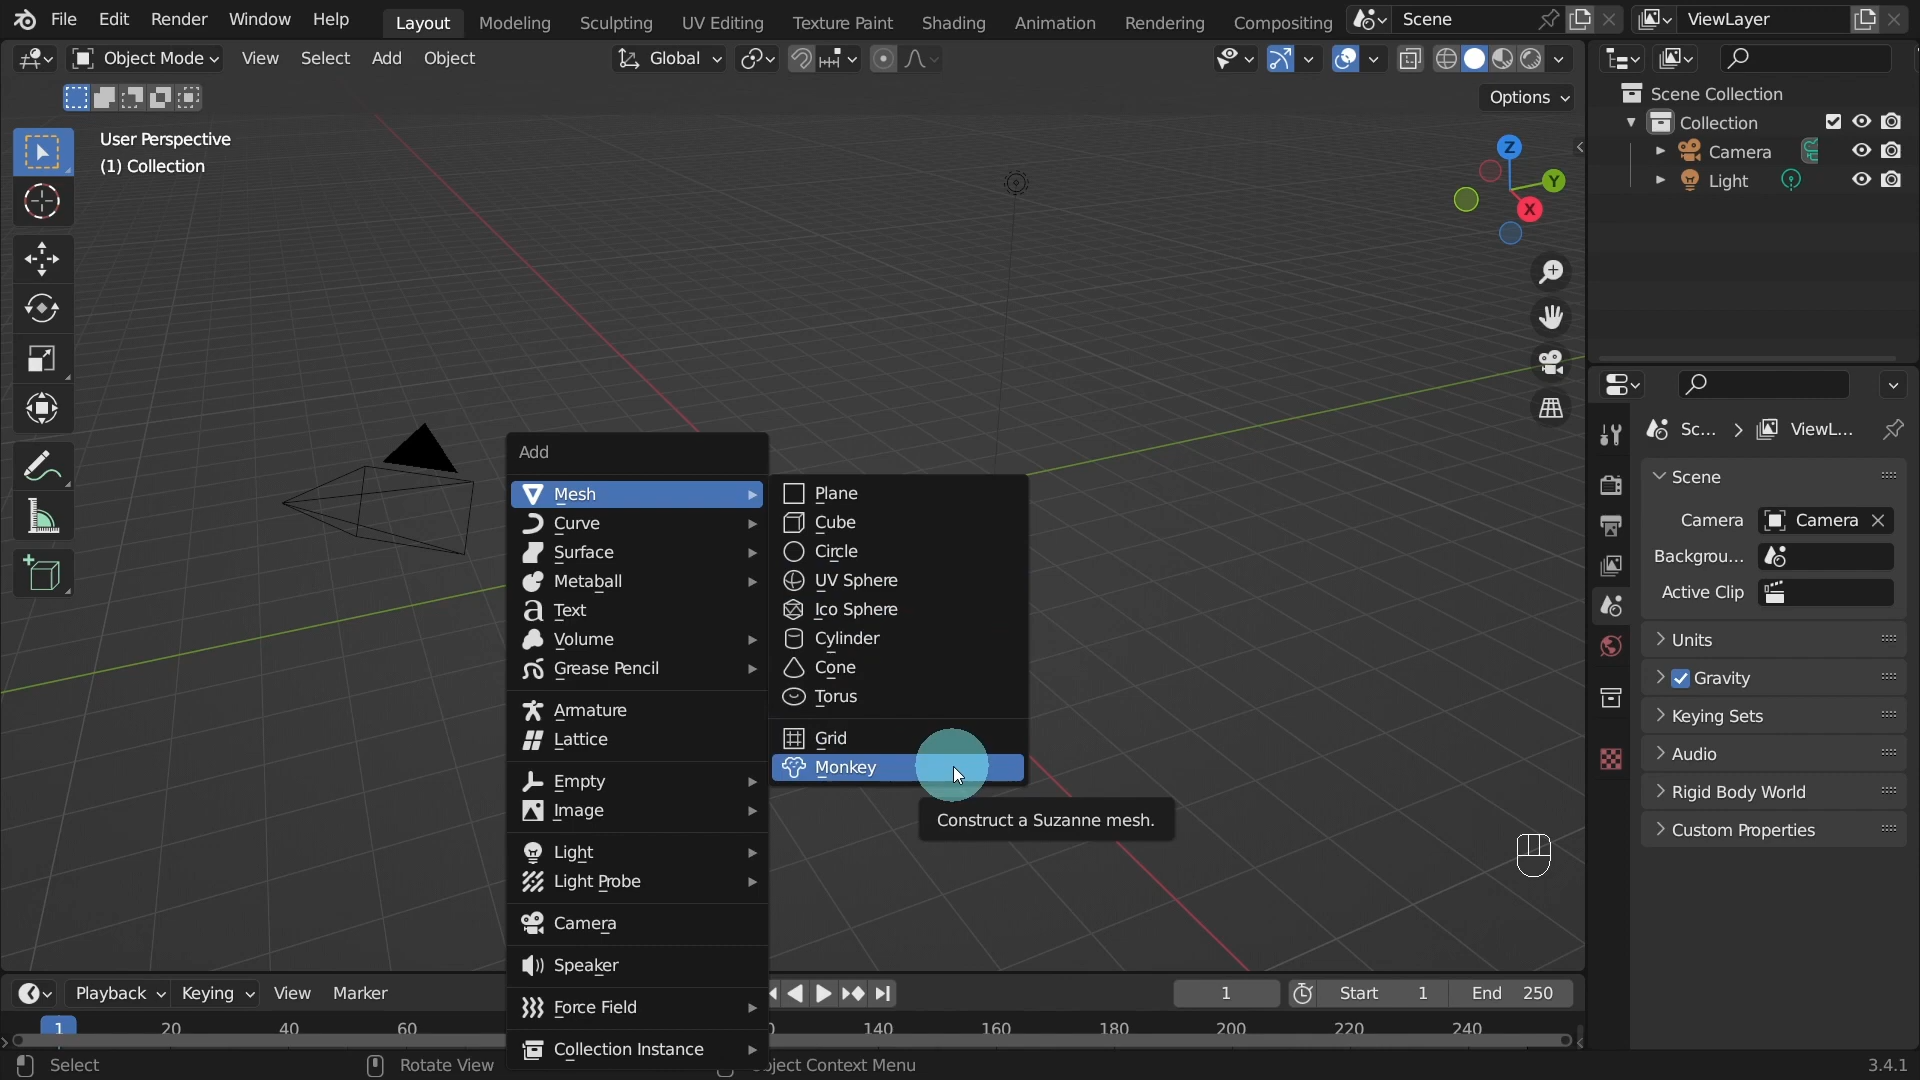 File Edit Render Window Help Layout Modeling Sculpting UV Editing Texture Paint Shading Animation Rendering Compositing Scene ViewLayer
Object Mode View Select Add Object Global
Options
User Perspective
(1) Collection
Z
Y
X
Scene Collection
Collection
Camera
Light
Add
Mesh
Curve
Surface
Metaball
Text
Volume
Grease Pencil
Armature
Lattice
Empty
Image
Light
Light Probe
Camera
Speaker
Force Field
Collection Instance
Plane
Cube
Circle
UV Sphere
Ico Sphere
Cylinder
Cone
Torus
Grid
Monkey
Construct a Suzanne mesh.
Sc... ViewL...
Scene
Camera Camera
Backgrou...
Active Clip
Units
Gravity
Keying Sets
Audio
Rigid Body World
Custom Properties
Playback Keying View Marker 1 Start 1 End 250
1 20 40 60 140 160 180 200 220 240
Select Rotate View Object Context Menu 3.4.1